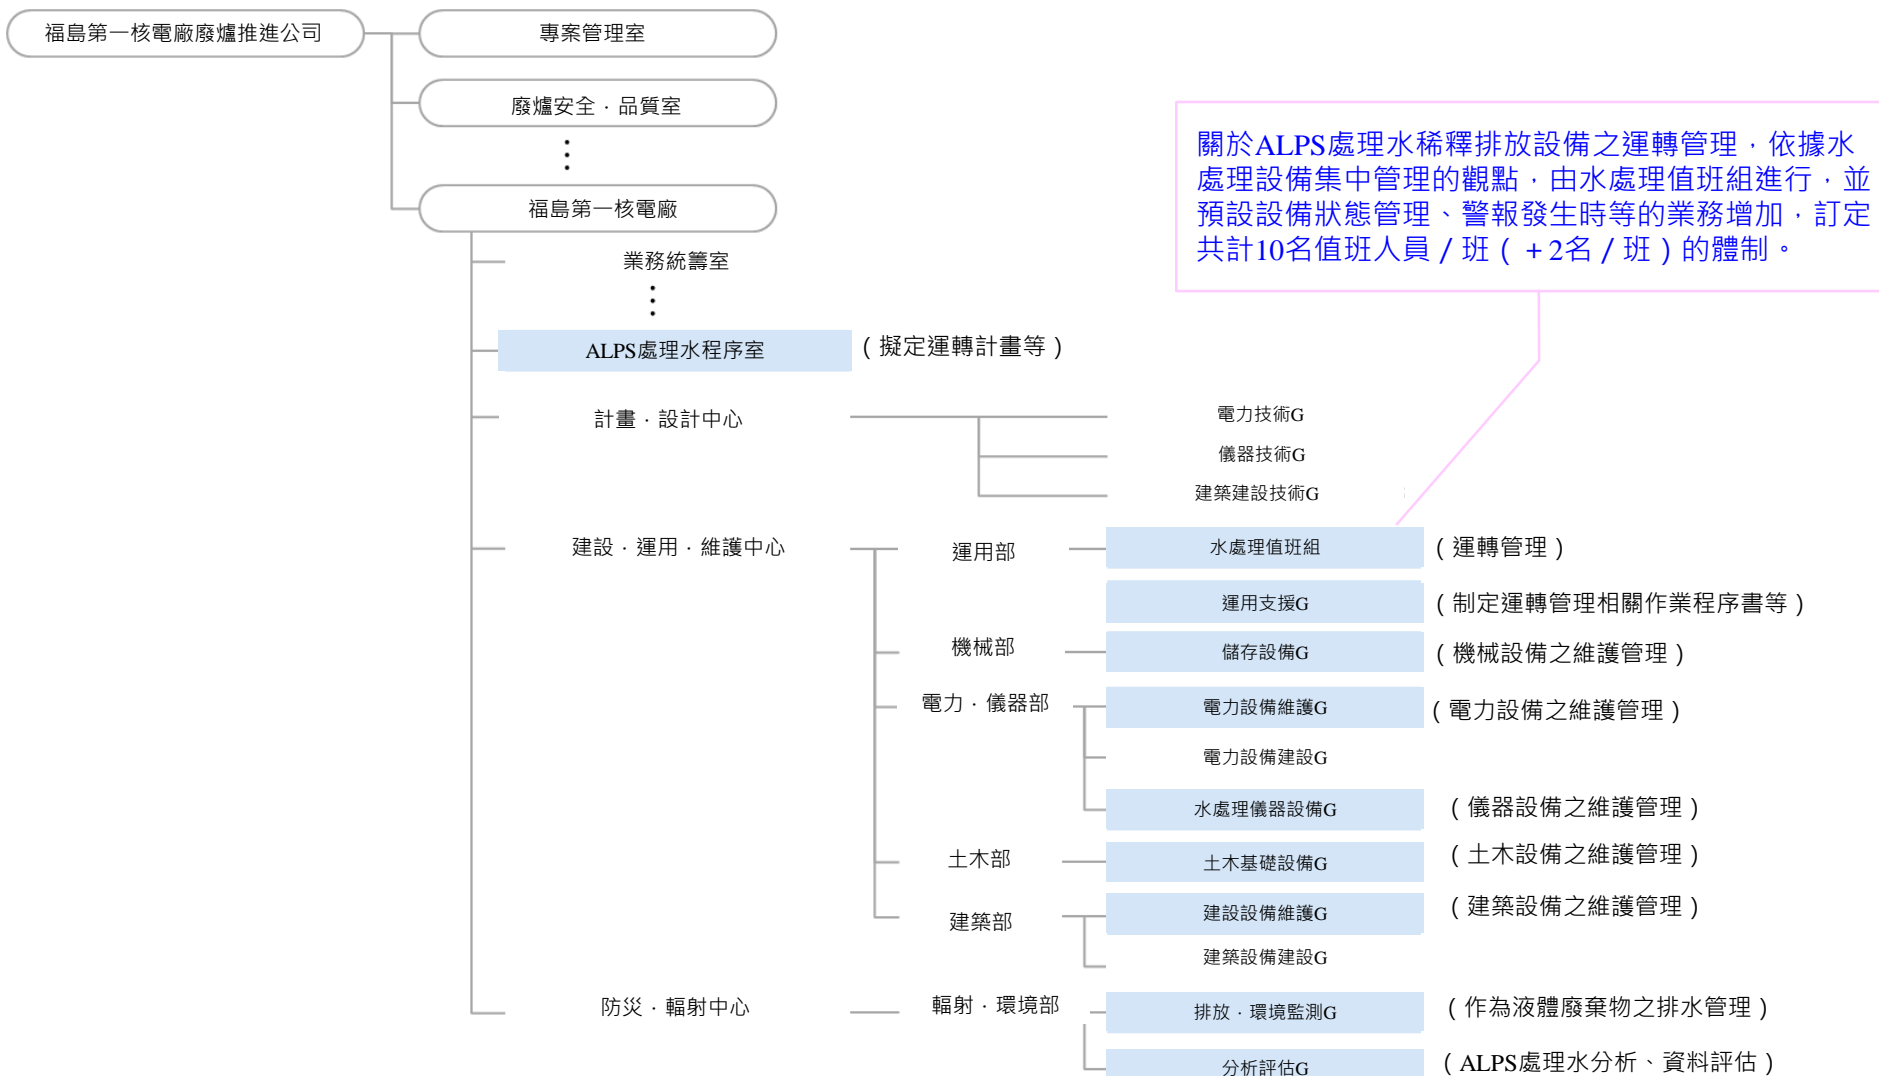 福島第一核電廠廢爐推進公司
專案管理室
廢爐安全．品質室
福島第一核電廠
關於ALPS處理水稀釋排放設備之運轉管理，依據水
處理設備集中管理的觀點，由水處理值班組進行，並
預設設備狀態管理、警報發生時等的業務增加，訂定
共計10名值班人員／班（＋2名／班）的體制。
業務統籌室
ALPS處理水程序室
（擬定運轉計畫等）
計畫．設計中心
電力技術G
儀器技術G
建築建設技術G
建設．運用．維護中心
運用部
水處理值班組
（運轉管理）
運用支援G
（制定運轉管理相關作業程序書等）
機械部
儲存設備G
（機械設備之維護管理）
電力．儀器部
電力設備維護G
（電力設備之維護管理）
電力設備建設G
水處理儀器設備G
（儀器設備之維護管理）
土木部
土木基礎設備G
（土木設備之維護管理）
建築部
建設設備維護G
（建築設備之維護管理）
建築設備建設G
防災．輻射中心
輻射．環境部
排放．環境監測G
（作為液體廢棄物之排水管理）
分析評估G
（ALPS處理水分析、資料評估）